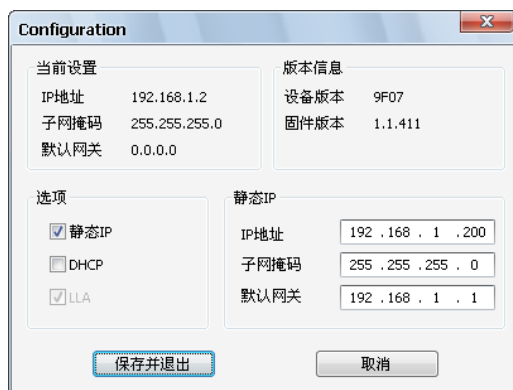 Configuration
当前设置
IP地址 192.168.1.2
子网掩码 255.255.255.0
默认网关 0.0.0.0
版本信息
设备版本 9F07
固件版本 1.1.411
选项
静态IP
DHCP
LLA
静态IP
IP地址 192 .168 . 1 .200
子网掩码 255 .255 .255 . 0
默认网关 192 .168 . 1 . 1
保存并退出 取消